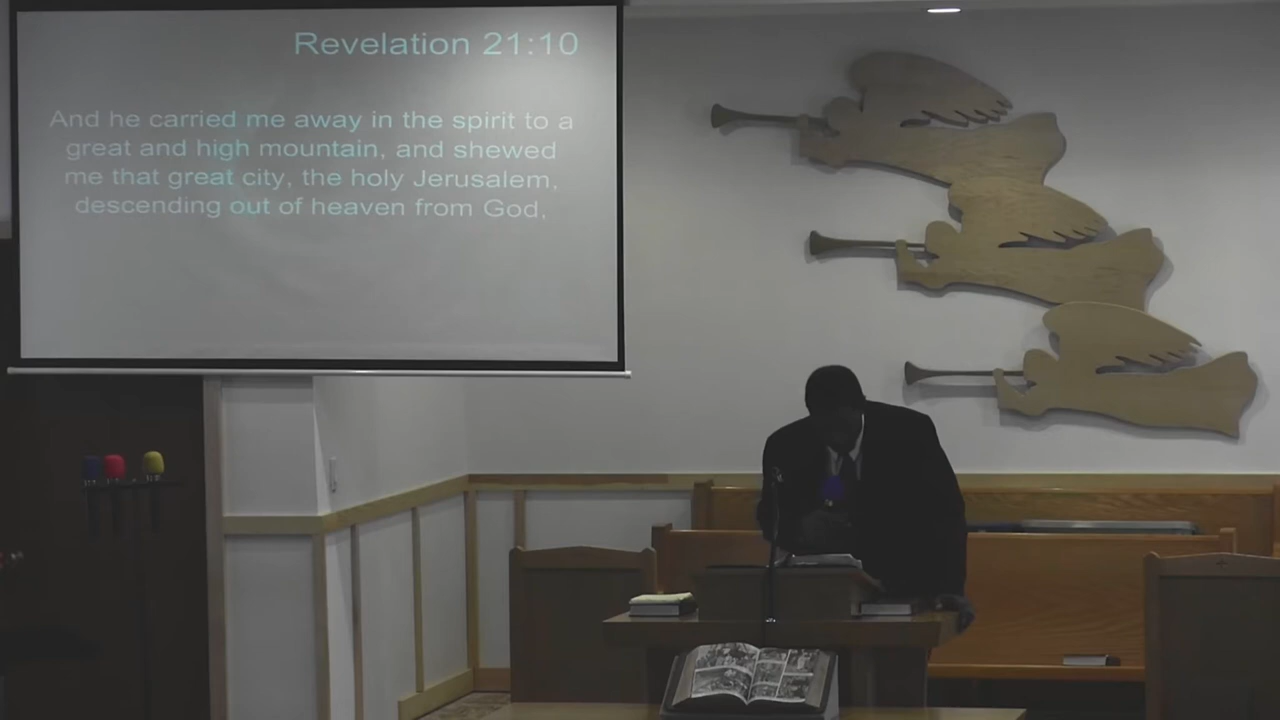 Revelation 21:10
And he carried me away in the spirit to a
great and high mountain, and shewed
me that great city, the holy Jerusalem,
descending out of heaven from God,